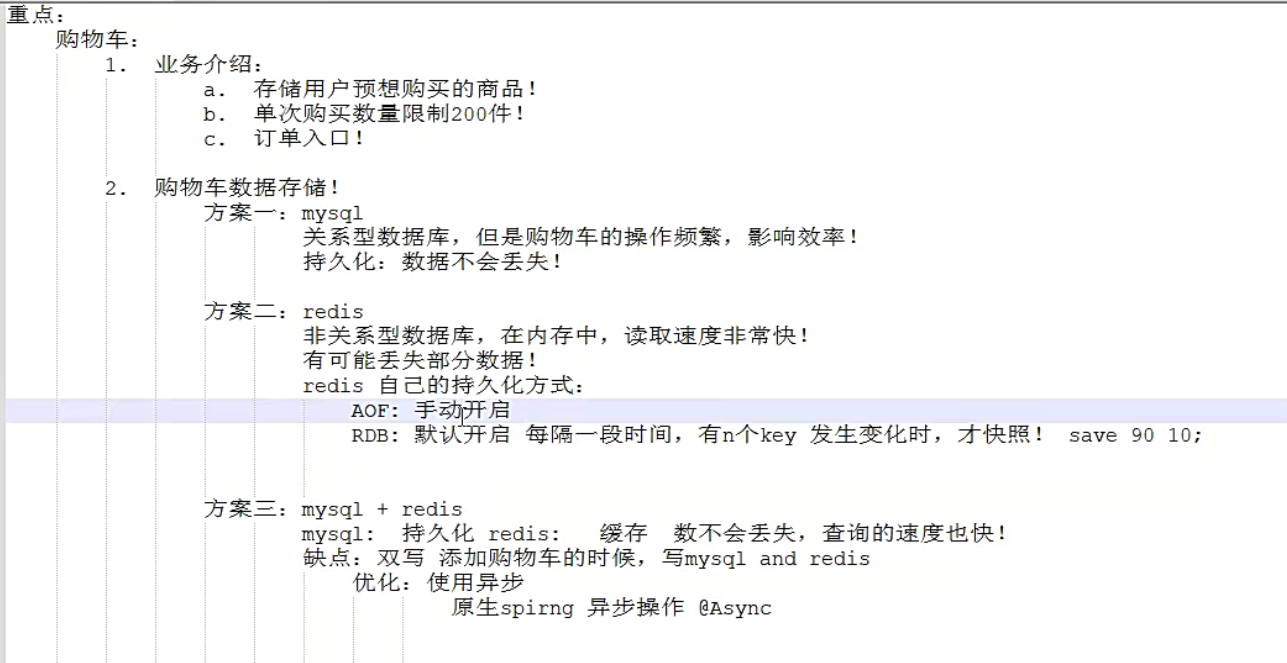 重点:
购物车:
1. 业务介绍:
a. 存储用户预想购买的商品!
b. 单次购买数量限制200件!
c. 订单入口!
2. 购物车数据存储!
方案一: mysql
关系型数据库, 但是购物车的操作频繁, 影响效率!
持久化: 数据不会丢失!
方案二: redis
非关系型数据库, 在内存中, 读取速度非常快!
有可能丢失部分数据!
redis 自己的持久化方式:
AOF: 手动开启
RDB: 默认开启 每隔一段时间, 有n个key 发生变化时, 才快照! save 90 10;
方案三: mysql + redis
mysql: 持久化 redis: 缓存 数不会丢失, 查询的速度也快!
缺点: 双写 添加购物车的时候, 写mysql and redis
优化: 使用异步
原生spirng 异步操作 @Async